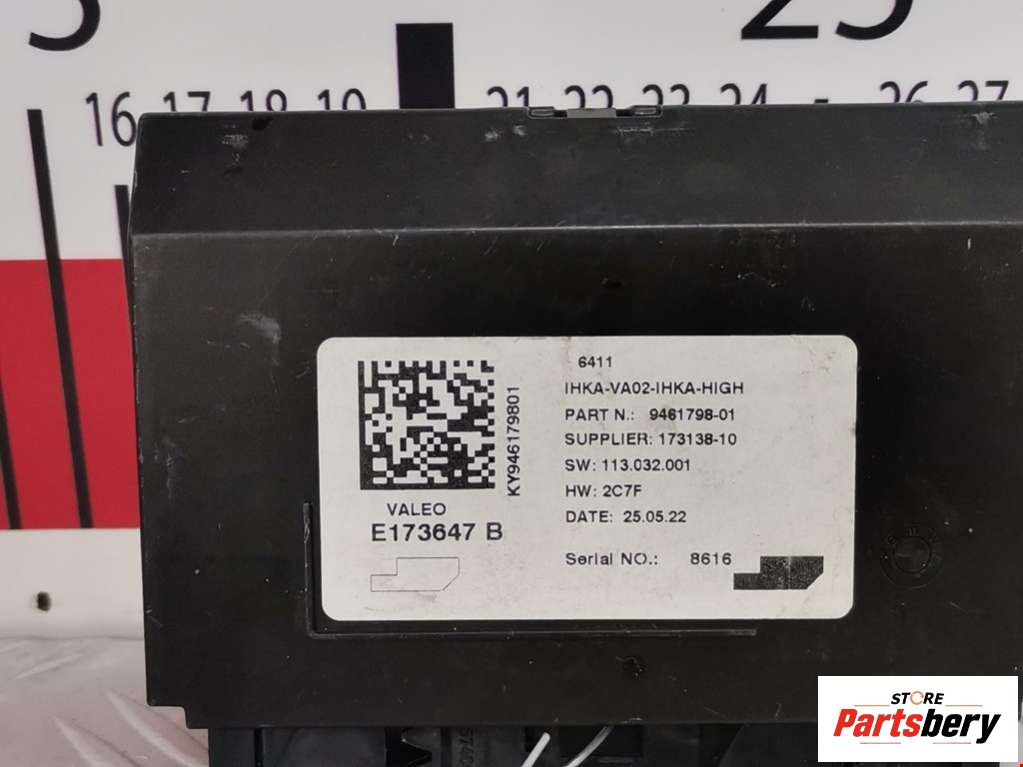 16 17 18 19 21 22 23 24 26 27
6411
IHKA-VA02-IHKA-HIGH
PART N.: 9461798-01
SUPPLIER: 173138-10
SW: 113.032.001
HW: 2C7F
DATE: 25.05.22
Serial NO.: 8616
KY946179801
VALEO
E173647 B
STORE
Partsbery